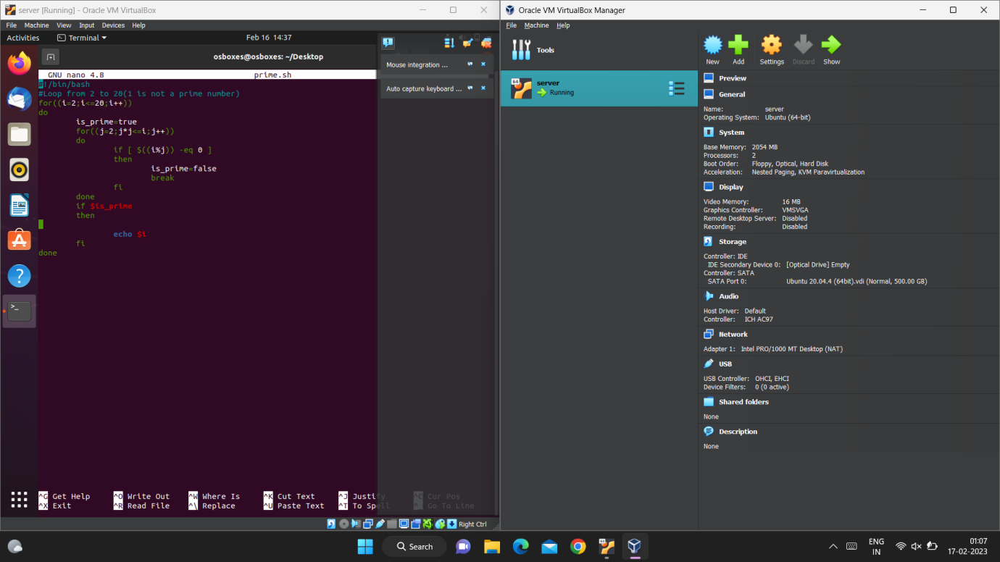 server [Running] - Oracle VM VirtualBox
File Machine View Input Devices Help
Activities Terminal Feb 16 14:37
osboxes@osboxes: ~/Desktop
GNU nano 4.8 prime.sh
#!/bin/bash
#Loop from 2 to 20(1 is not a prime number)
for((i=2;i<=20;i++))
do
is_prime=true
for((j=2;j*j<=i;j++))
do
if [ $((i%j)) -eq 0 ]
then
is_prime=false
break
fi
done
if $is_prime
then
echo $i
fi
done
^G Get Help ^O Write Out ^W Where Is ^K Cut Text ^J Justify ^C Cur Pos
^X Exit ^R Read File ^\ Replace ^U Paste Text ^T To Spell ^_ Go To Line
Mouse integration ...
Auto capture keyboard ...
Right Ctrl
Oracle VM VirtualBox Manager
File Machine Help
Tools
New Add Settings Discard Show
64
server
Running
Preview
General
Name: server
Operating System: Ubuntu (64-bit)
System
Base Memory: 2054 MB
Processors: 2
Boot Order: Floppy, Optical, Hard Disk
Acceleration: Nested Paging, KVM Paravirtualization
Display
Video Memory: 16 MB
Graphics Controller: VMSVGA
Remote Desktop Server: Disabled
Recording: Disabled
Storage
Controller: IDE
IDE Secondary Device 0: [Optical Drive] Empty
Controller: SATA
SATA Port 0: Ubuntu 20.04.4 (64bit).vdi (Normal, 500.00 GB)
Audio
Host Driver: Default
Controller: ICH AC97
Network
Adapter 1: Intel PRO/1000 MT Desktop (NAT)
USB
USB Controller: OHCI, EHCI
Device Filters: 0 (0 active)
Shared folders
None
Description
None
Search
ENG
IN
01:07
17-02-2023